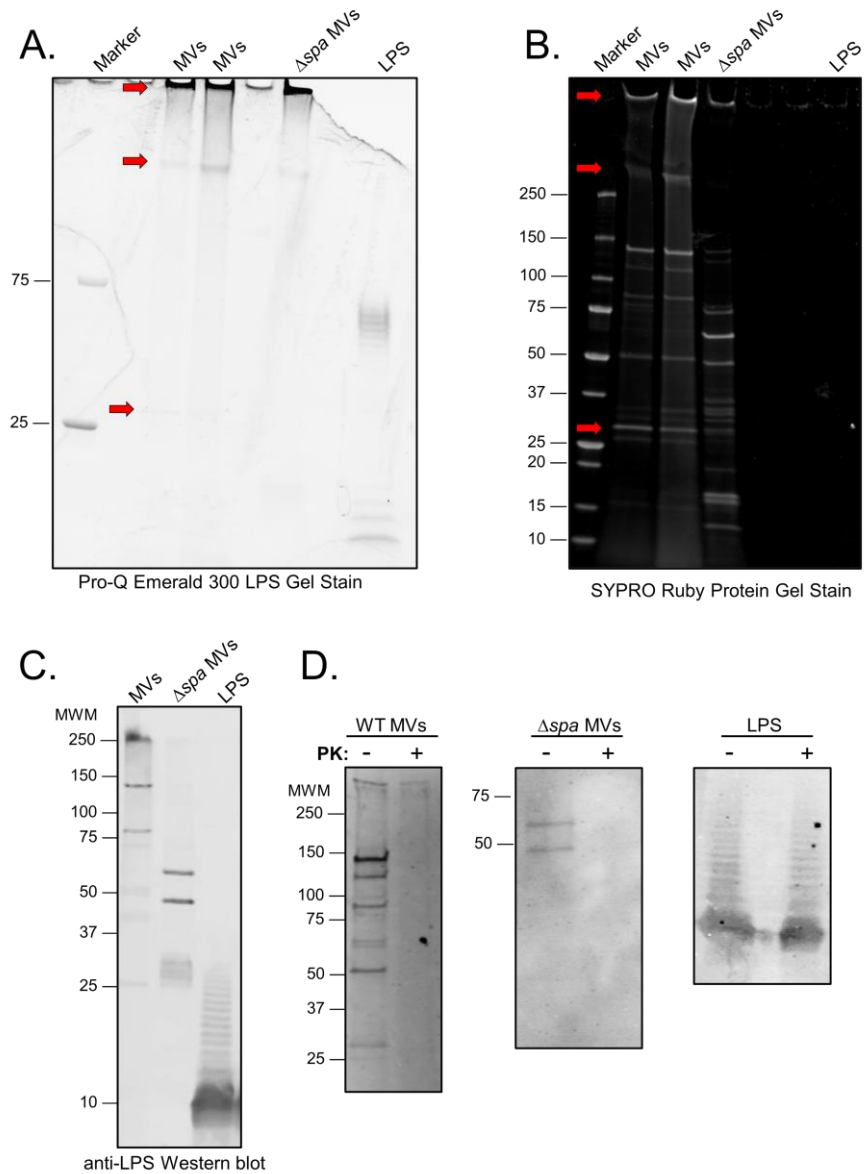 A.
Marker
MVs
MVs
Δspa MVs
LPS
75
25
Pro-Q Emerald 300 LPS Gel Stain
B.
Marker
MVs
MVs
Δspa MVs
LPS
250
150
100
75
50
37
25
20
15
10
SYPRO Ruby Protein Gel Stain
C.
MVs
Δspa MVs
LPS
MWM
250
150
100
75
50
37
25
10
anti-LPS Western blot
D.
WT MVs
PK: - +
MWM
250
150
100
75
50
37
25
Δspa MVs
- +
75
50
LPS
- +